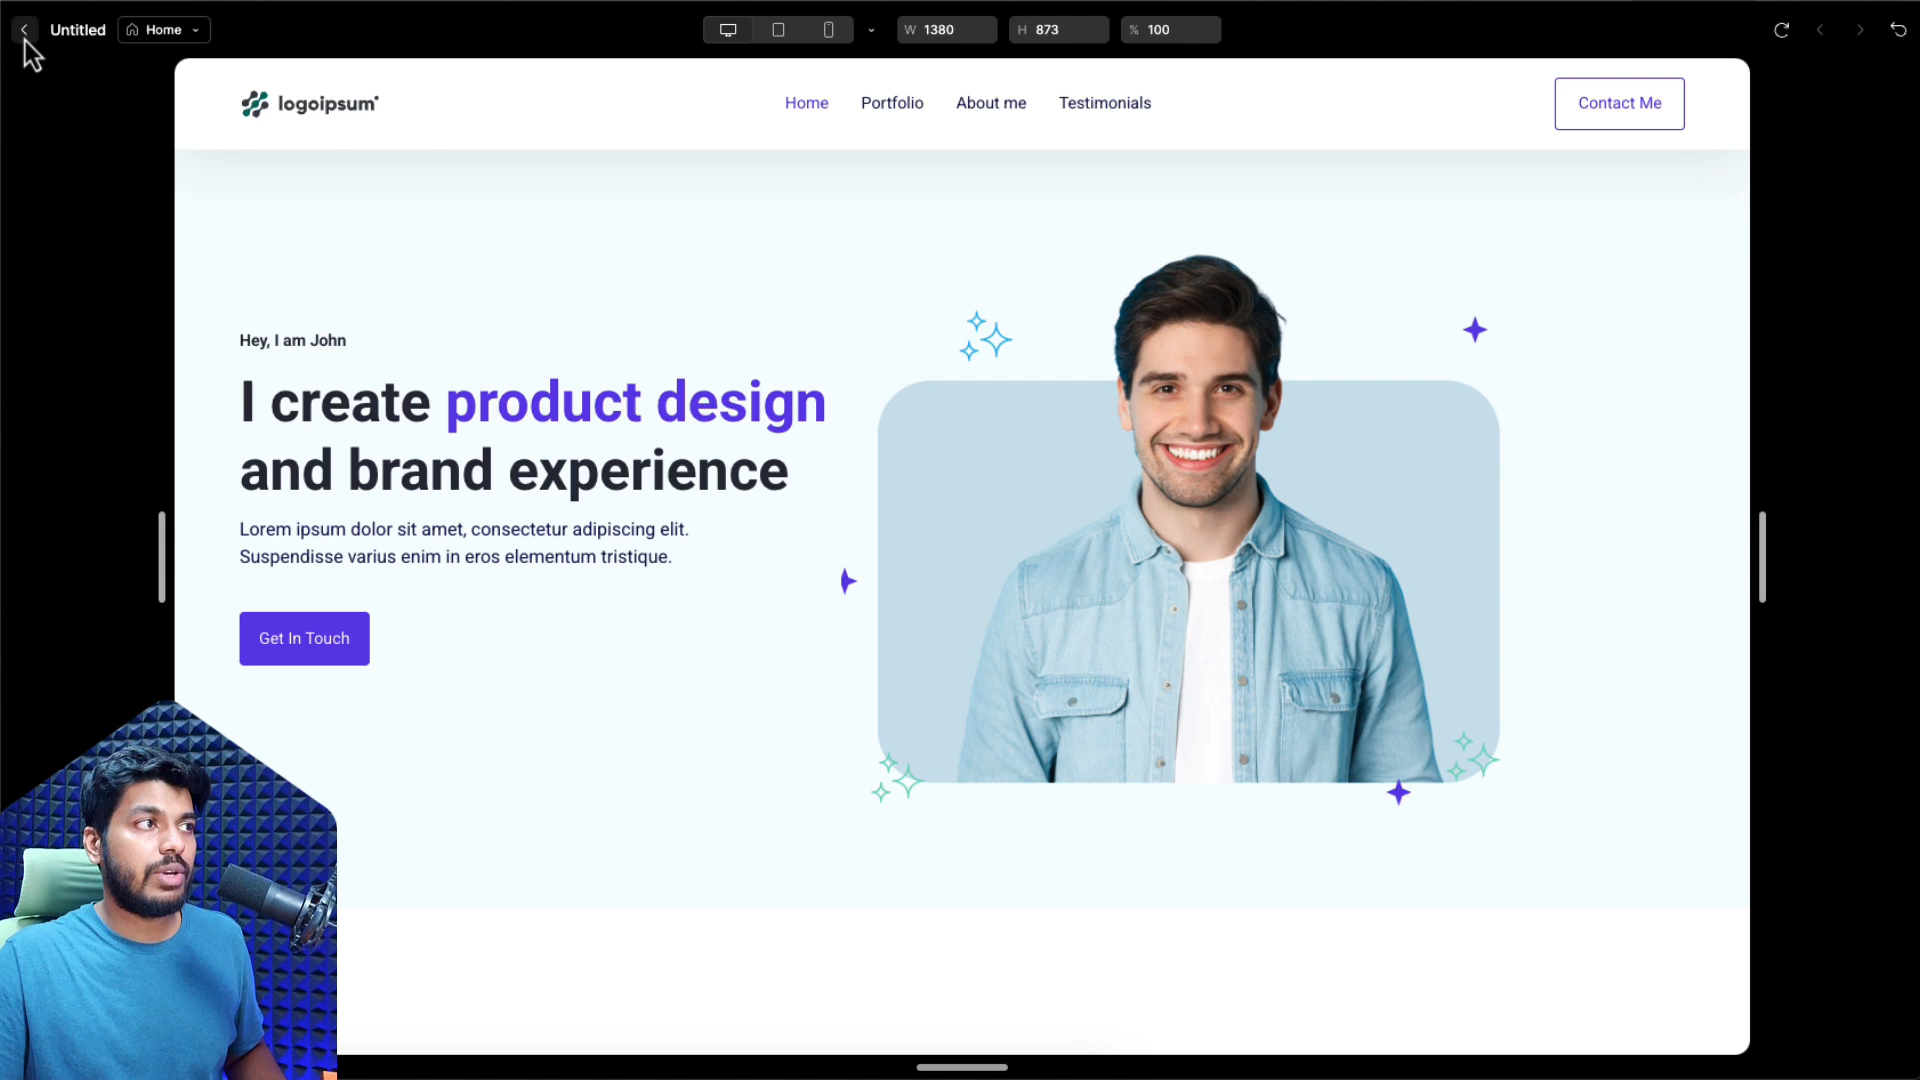 Untitled
Home
W 1380
H 873
% 100
logoipsum
Home
Portfolio
About me
Testimonials
Contact Me
Hey, I am John
I create product design
and brand experience
Lorem ipsum dolor sit amet, consectetur adipiscing elit.
Suspendisse varius enim in eros elementum tristique.
Get In Touch